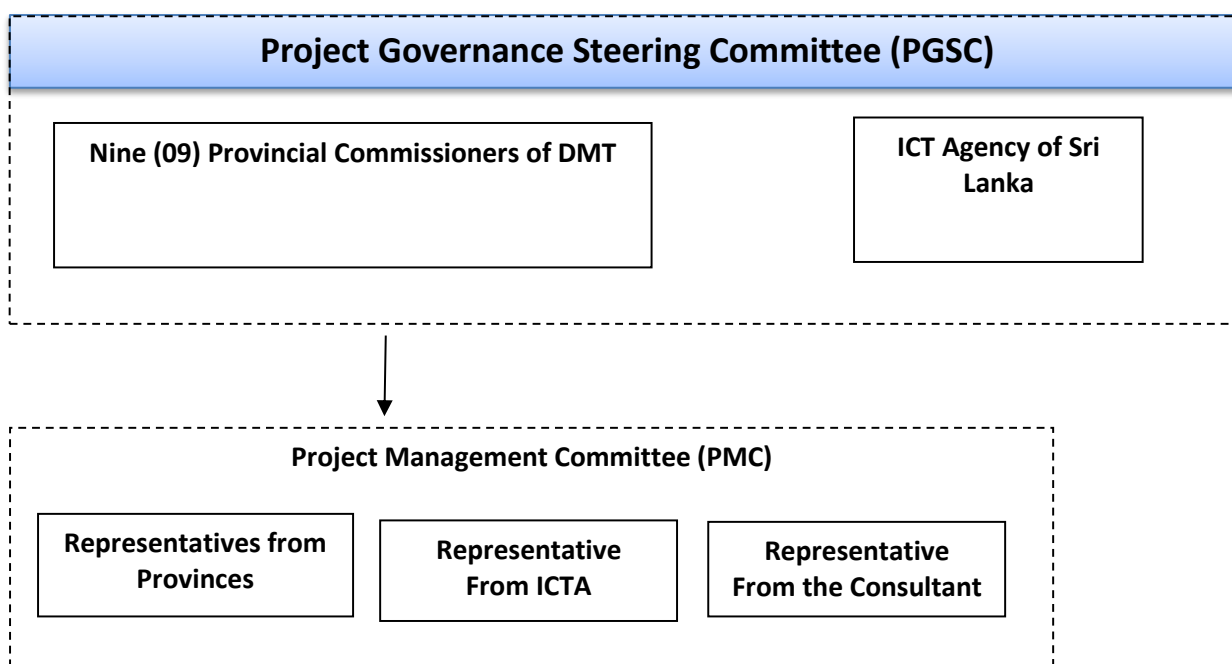 Project Governance Steering Committee (PGSC)
Nine (09) Provincial Commissioners of DMT
ICT Agency of Sri
Lanka
Project Management Committee (PMC)
Representatives from
Provinces
Representative
From ICTA
Representative
From the Consultant